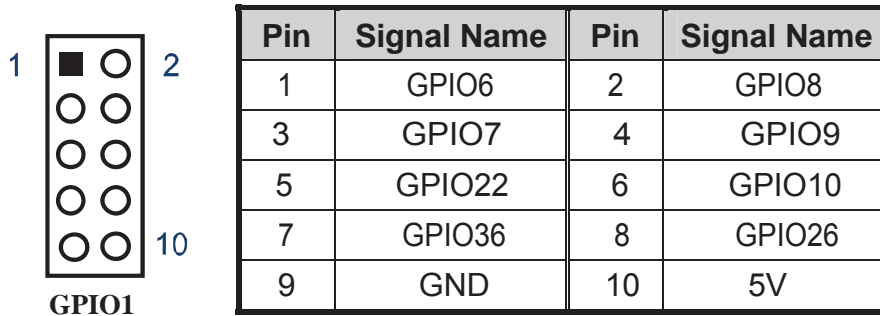 1
2
10
GPIO1
Pin Signal Name Pin Signal Name
1 GPIO6 2 GPIO8
3 GPIO7 4 GPIO9
5 GPIO22 6 GPIO10
7 GPIO36 8 GPIO26
9 GND 10 5V